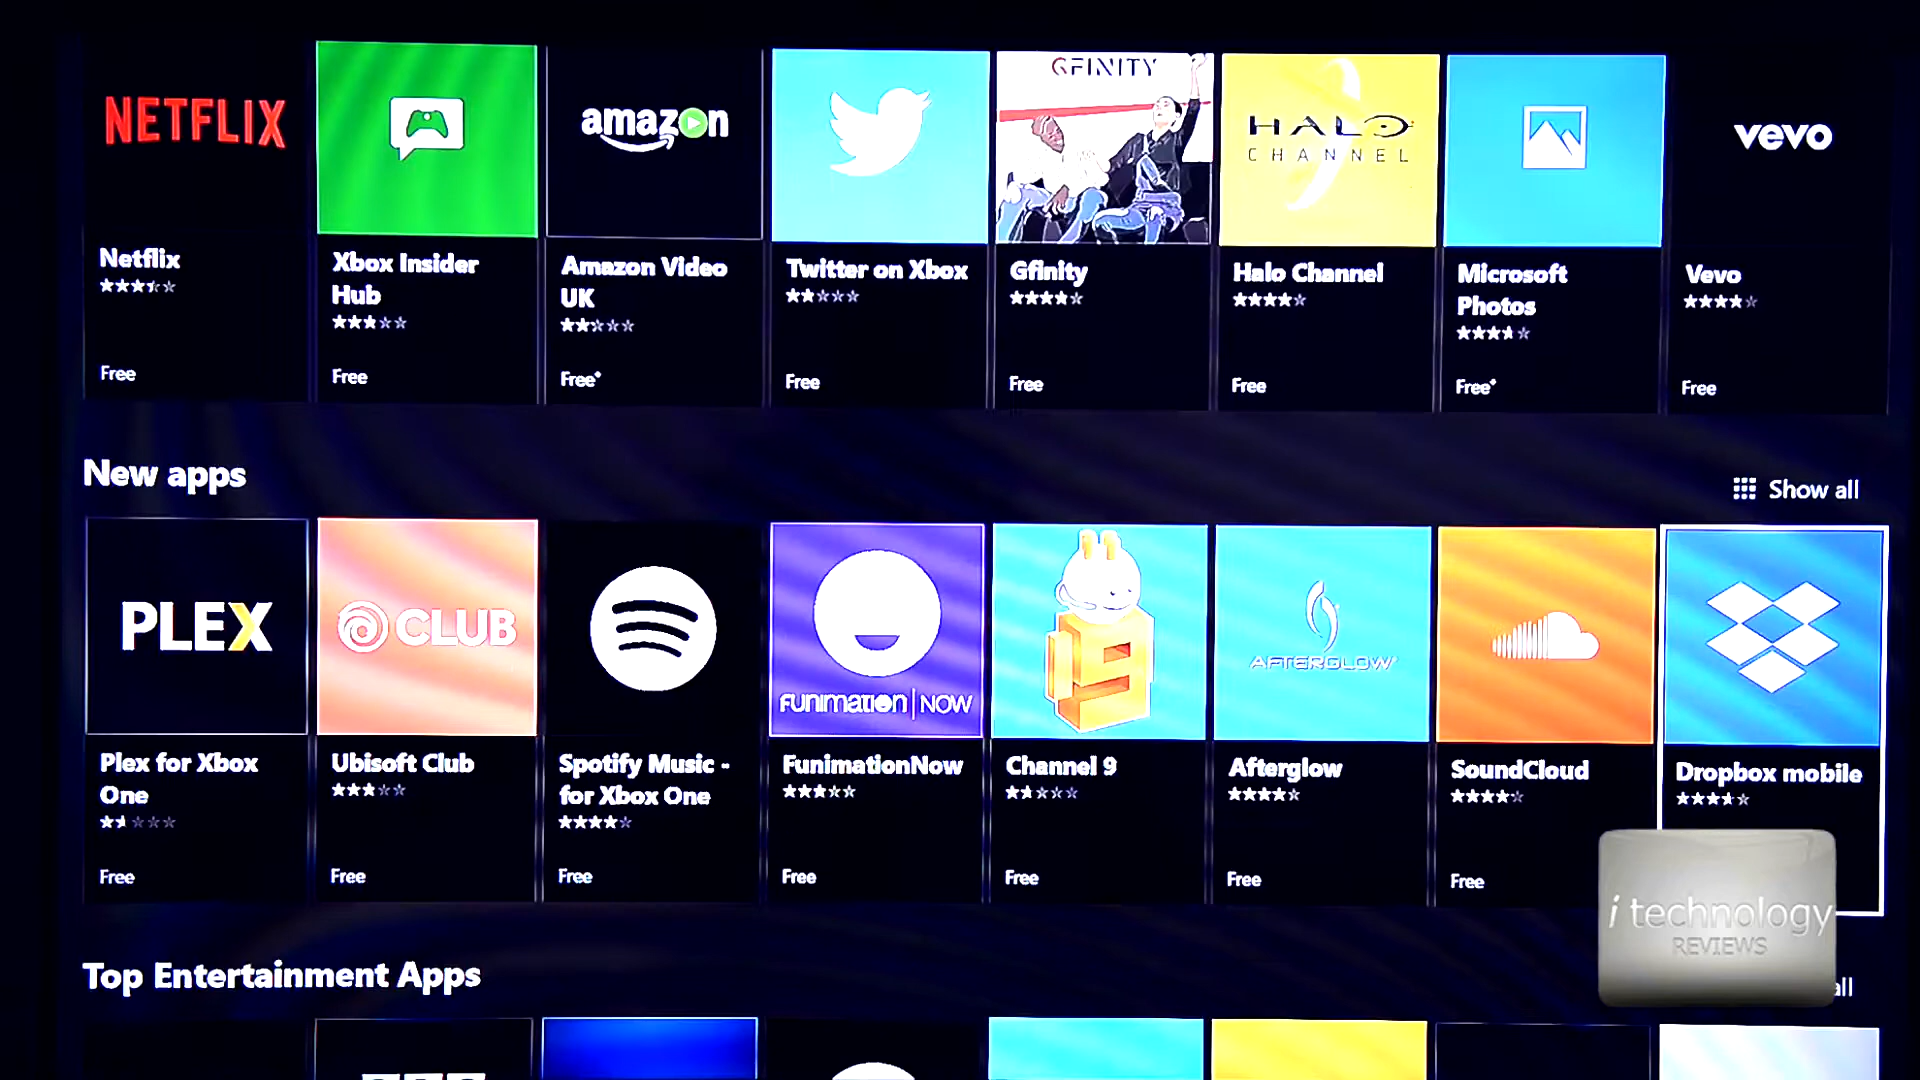 NETFLIX
amazon
GFINITY
HALO
CHANNEL
vevo
Netflix
Xbox Insider
Hub
Amazon Video
UK
Twitter on Xbox
Gfinity
Halo Channel
Microsoft
Photos
Vevo
Free
Free
Free*
Free
Free
Free
Free*
Free
New apps
Show all
PLEX
CLUB
FUNIMATION | NOW
9
AFTERGLOW
Plex for Xbox
One
Ubisoft Club
Spotify Music -
for Xbox One
FunimationNow
Channel 9
Afterglow
SoundCloud
Dropbox mobile
Free
Free
Free
Free
Free
Free
Free
i technology
REVIEWS
Top Entertainment Apps
all